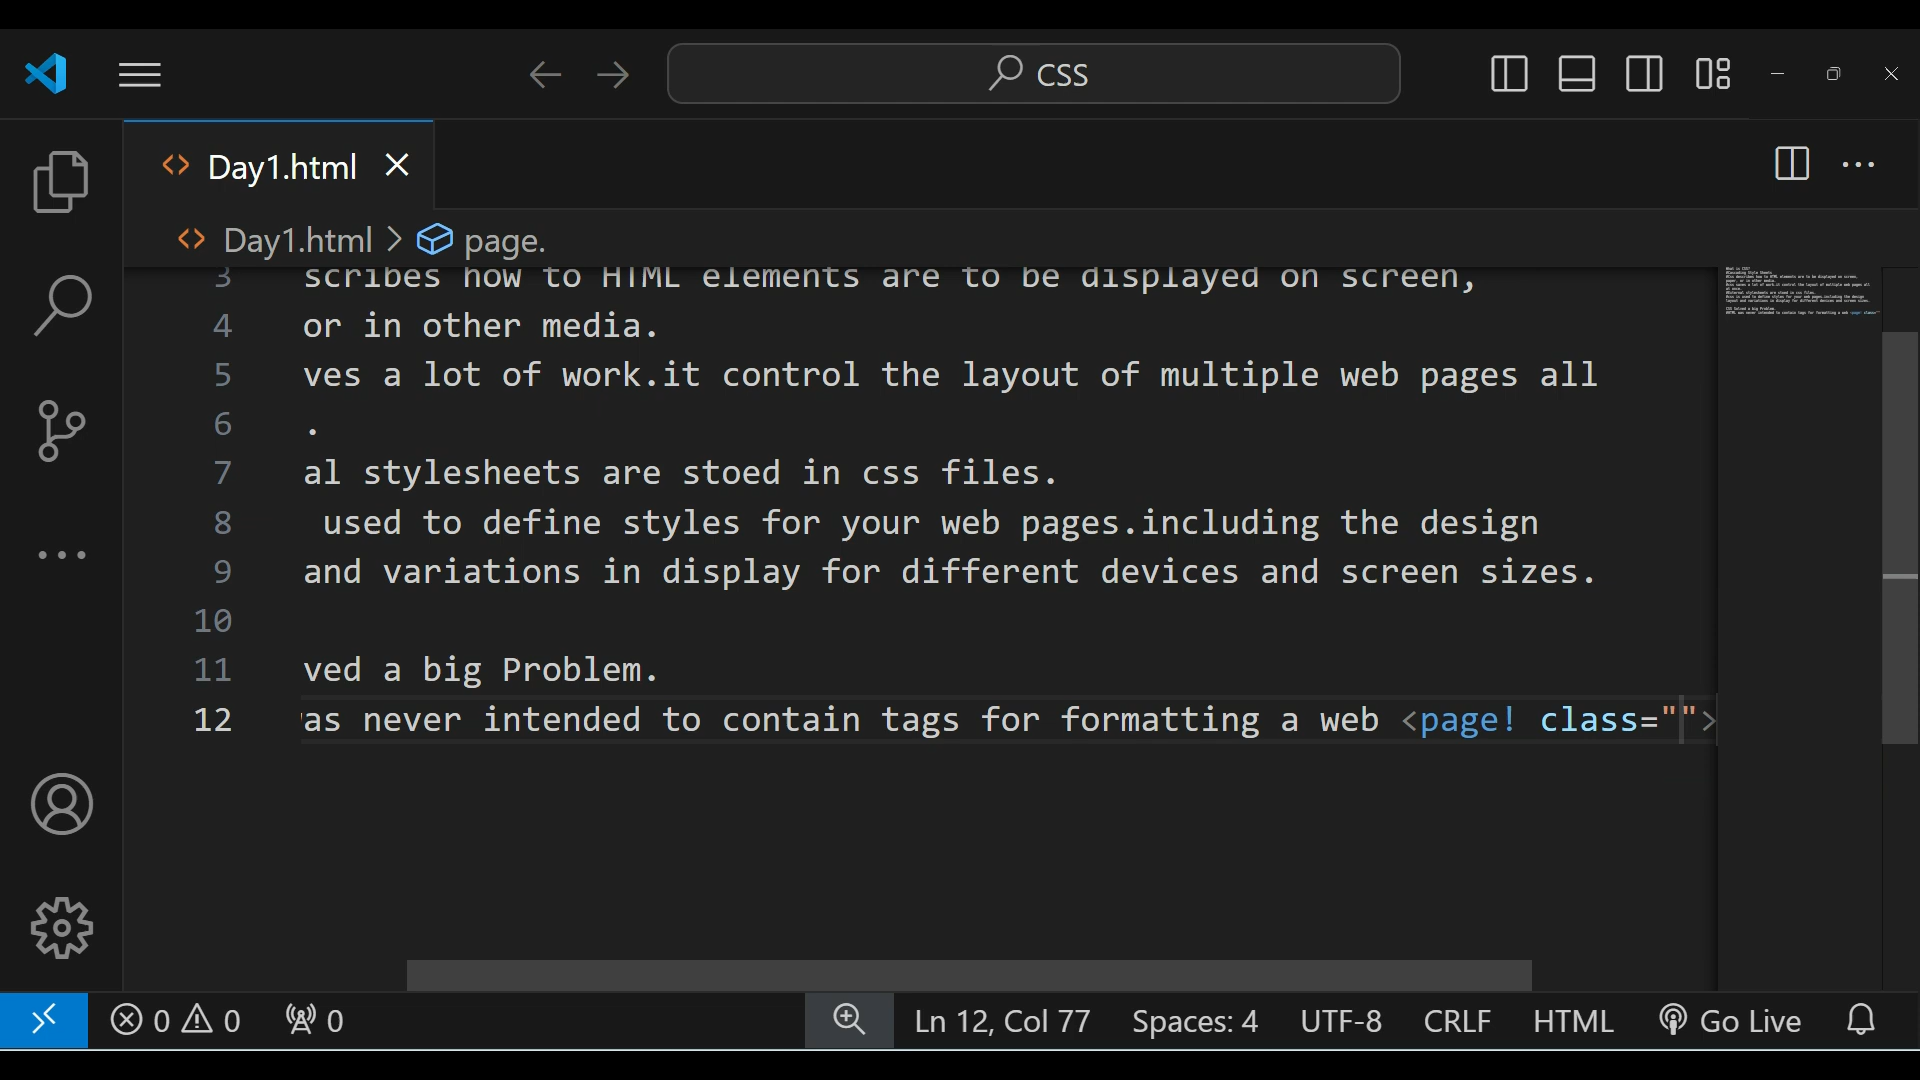 CSS
Day1.html
Day1.html > page.
3 scribes how to HTML elements are to be displayed on screen,
4 or in other media.
5 ves a lot of work.it control the layout of multiple web pages all
6 .
7 al stylesheets are stoed in css files.
8 used to define styles for your web pages.including the design
9 and variations in display for different devices and screen sizes.
10
11 ved a big Problem.
12 as never intended to contain tags for formatting a web <page! class="">
0 0 0 Ln 12, Col 77 Spaces: 4 UTF-8 CRLF HTML Go Live